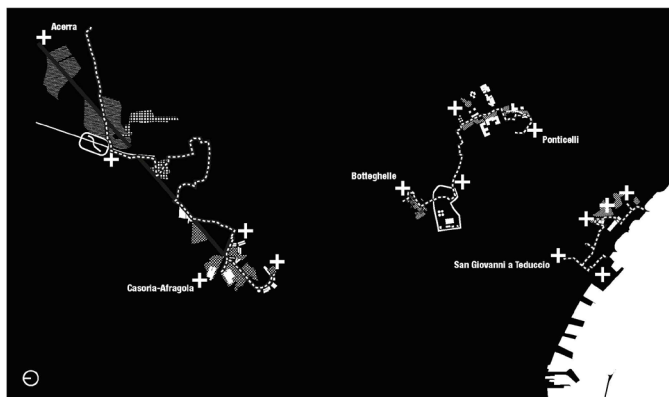 Acerra
Ponticelli
Botteghelle
San Giovanni a Teduccio
Casoria-Afragola